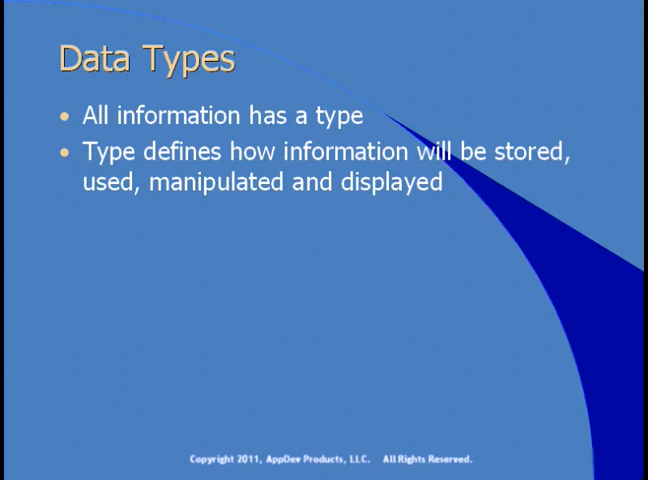 Data Types
• All information has a type
• Type defines how information will be stored,
used, manipulated and displayed
Copyright 2011, AppDev Products, LLC. All Rights Reserved.